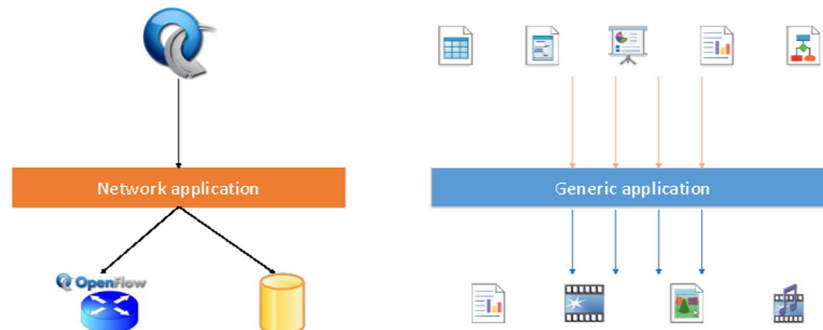 Network application
Generic application
OpenFlow